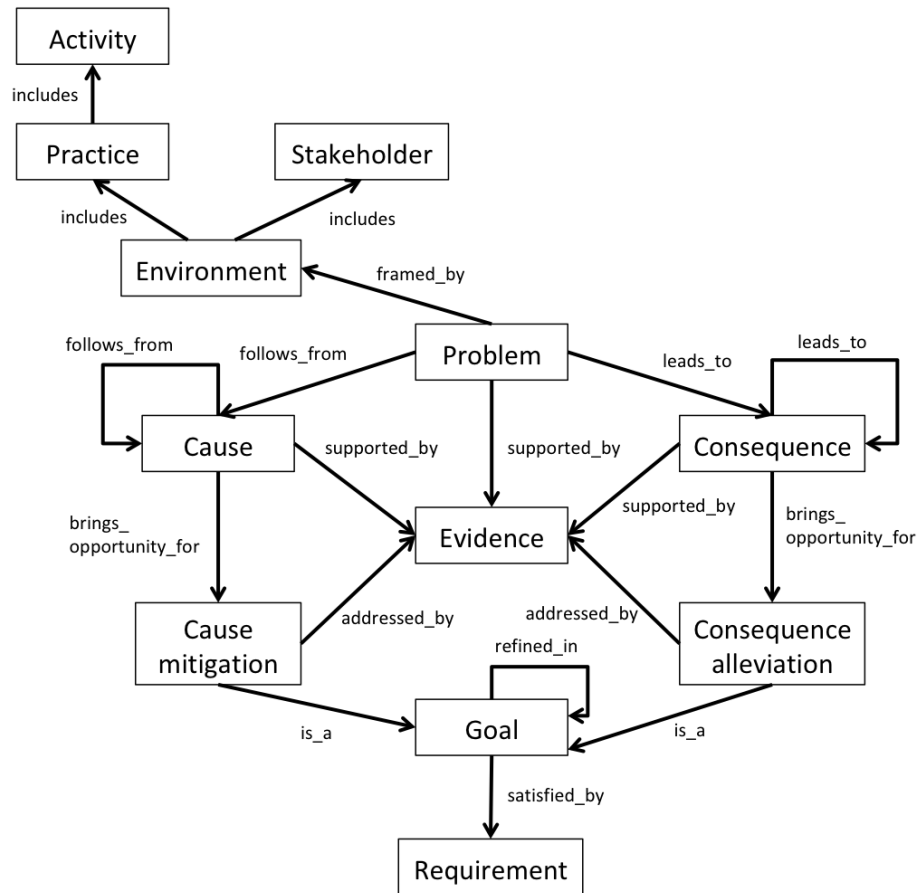 Activity
includes
Practice
Stakeholder
includes
includes
Environment
framed_by
Problem
follows_from
follows_from
leads_to
leads_to
Cause
Consequence
supported_by
supported_by
supported_by
brings_
opportunity_for
Evidence
brings_
opportunity_for
Cause
mitigation
addressed_by
addressed_by
Consequence
alleviation
refined_in
Goal
is_a
is_a
satisfied_by
Requirement